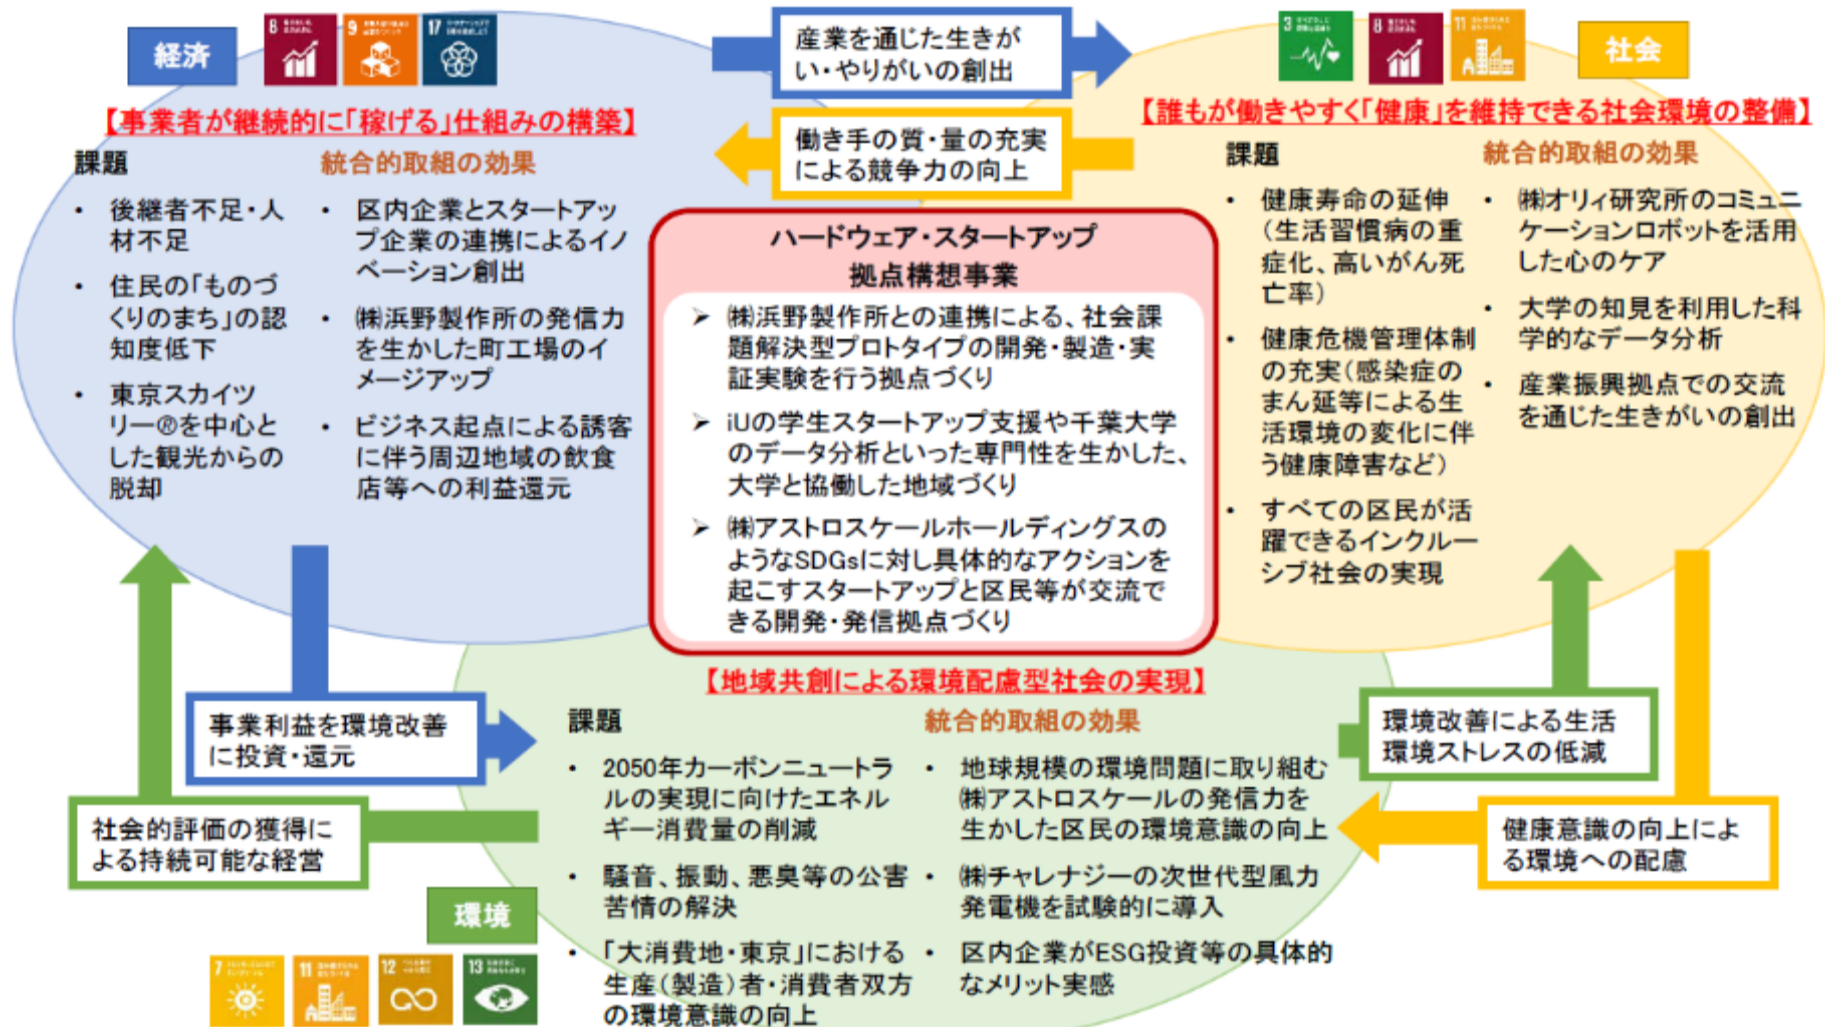 経済
8
9
17
産業を通じた生きが
い・やりがいの創出
3
8
11
社会
【事業者が継続的に「稼げる」仕組みの構築】
働き手の質・量の充実
による競争力の向上
【誰もが働きやすく「健康」を維持できる社会環境の整備】
課題
・ 後継者不足・人
材不足
・ 住民の「ものづ
くりのまち」の認
知度低下
・ 東京スカイツ
リー®を中心と
した観光からの
脱却
統合的取組の効果
・ 区内企業とスタートアッ
プ企業の連携によるイノ
ベーション創出
・ ㈱浜野製作所の発信力
を生かした町工場のイ
メージアップ
・ ビジネス起点による誘客
に伴う周辺地域の飲食
店等への利益還元
ハードウェア・スタートアップ
拠点構想事業
➢ ㈱浜野製作所との連携による、社会課
題解決型プロトタイプの開発・製造・実
証実験を行う拠点づくり
➢ iUの学生スタートアップ支援や千葉大学
のデータ分析といった専門性を生かした、
大学と協働した地域づくり
➢ ㈱アストロスケールホールディングスの
ようなSDGsに対し具体的なアクションを
起こすスタートアップと区民等が交流で
きる開発・発信拠点づくり
課題
・ 健康寿命の延伸
（生活習慣病の重
症化、高いがん死
亡率）
・ 健康危機管理体制
の充実（感染症の
まん延等による生
活環境の変化に伴
う健康障害など）
・ すべての区民が活
躍できるインクルー
シブ社会の実現
統合的取組の効果
・ ㈱オリィ研究所のコミュニ
ケーションロボットを活用
した心のケア
・ 大学の知見を利用した科
学的なデータ分析
・ 産業振興拠点での交流
を通じた生きがいの創出
【地域共創による環境配慮型社会の実現】
事業利益を環境改善
に投資・還元
社会的評価の獲得に
よる持続可能な経営
課題
・ 2050年カーボンニュートラ
ルの実現に向けたエネル
ギー消費量の削減
・ 騒音、振動、悪臭等の公害
苦情の解決
・ 「大消費地・東京」における
生産（製造）者・消費者双方
の環境意識の向上
統合的取組の効果
・ 地球規模の環境問題に取り組む
㈱アストロスケールの発信力を
生かした区民の環境意識の向上
・ ㈱チャレナジーの次世代型風力
発電機を試験的に導入
・ 区内企業がESG投資等の具体的
なメリット実感
環境改善による生活
環境ストレスの低減
健康意識の向上によ
る環境への配慮
環境
7
11
12
13